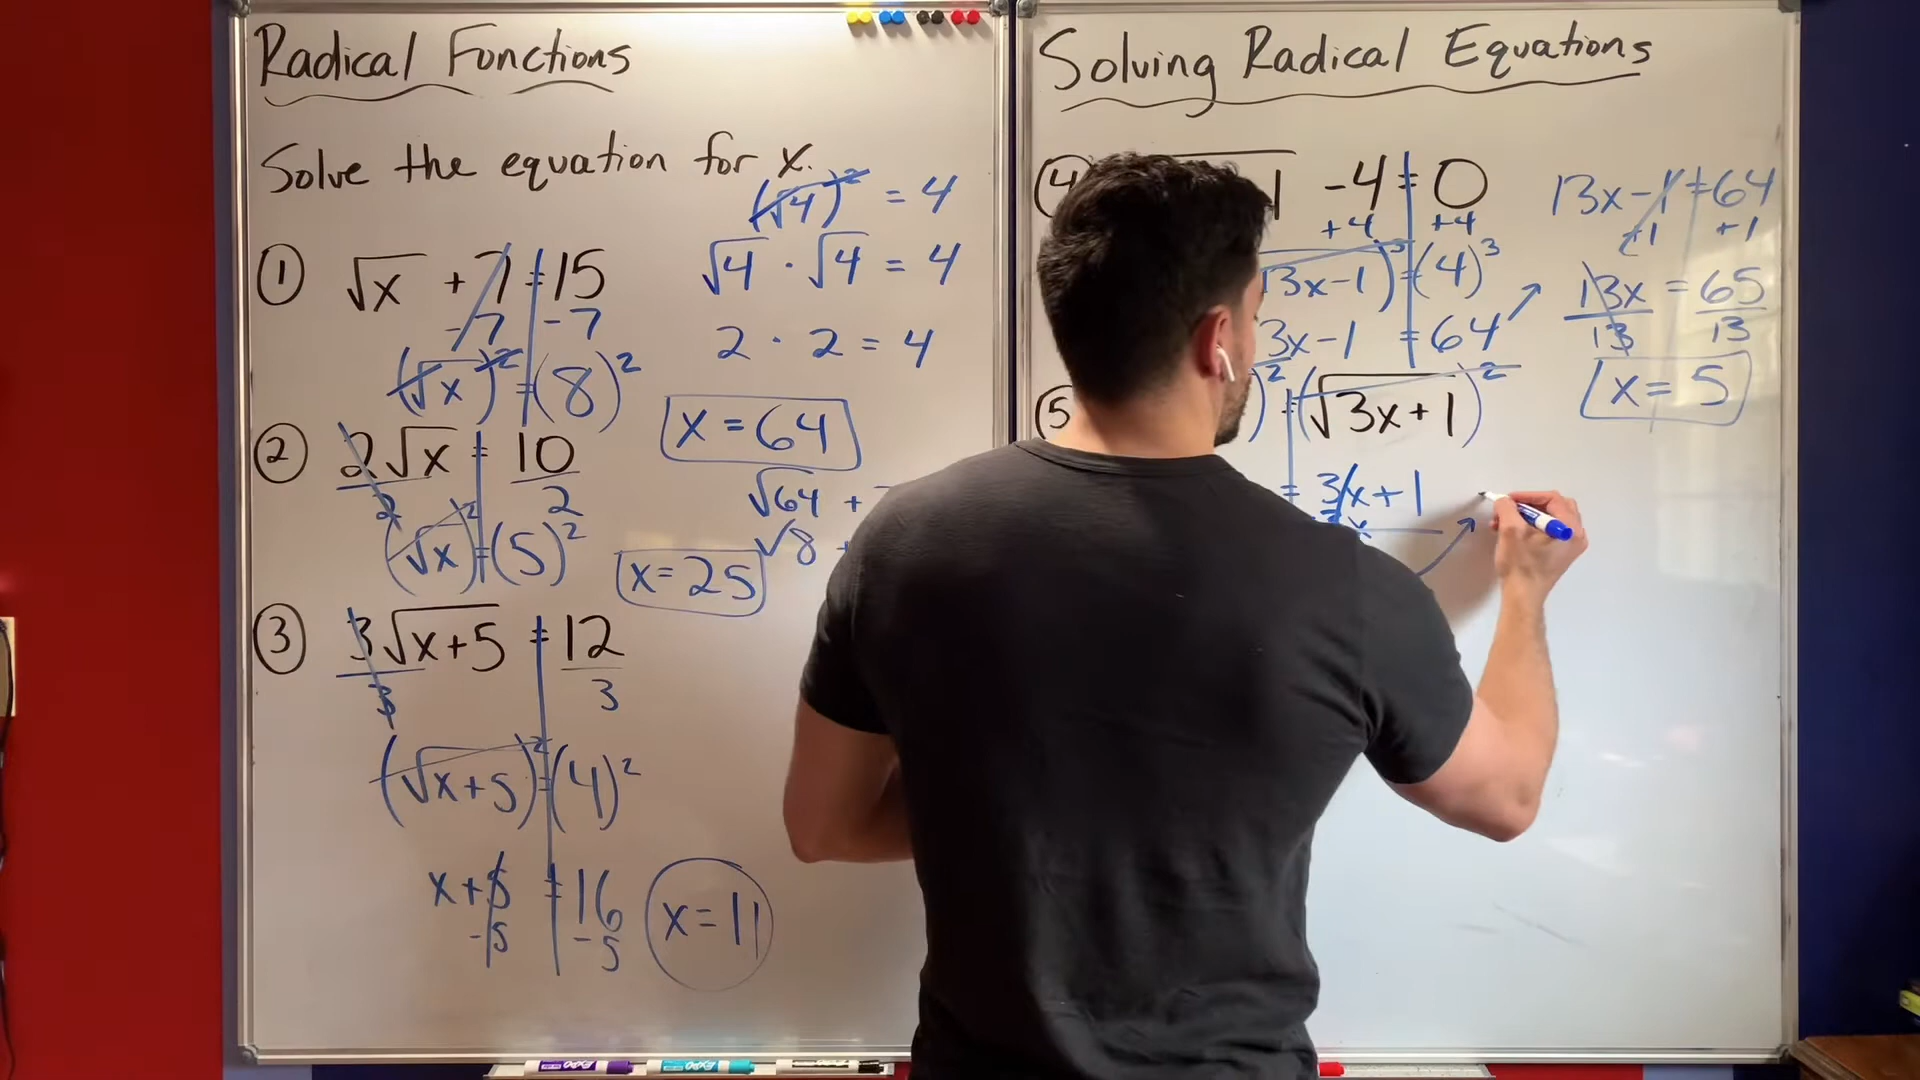 Radical Functions
Solve the equation for x.
(√4)² = 4
√4 · √4 = 4
2 · 2 = 4
① √x + 7 = 15
-7 -7
(√x)² = (8)²
x = 64
√64 +
√8
② 2√x = 10
2 2
(√x)² = (5)²
x = 25
③ 3√x+5 = 12
3 3
(√x+5)² = (4)²
x+5 = 16
-5 -5
x = 11
Solving Radical Equations
④ 1 -4 = 0
+4 +4
13x-1)³ = (4)³
3x-1 = 64
13x-1 = 64
+1 +1
13x = 65
13 13
x = 5
⑤ )² = (√3x+1)²
= 3x+1